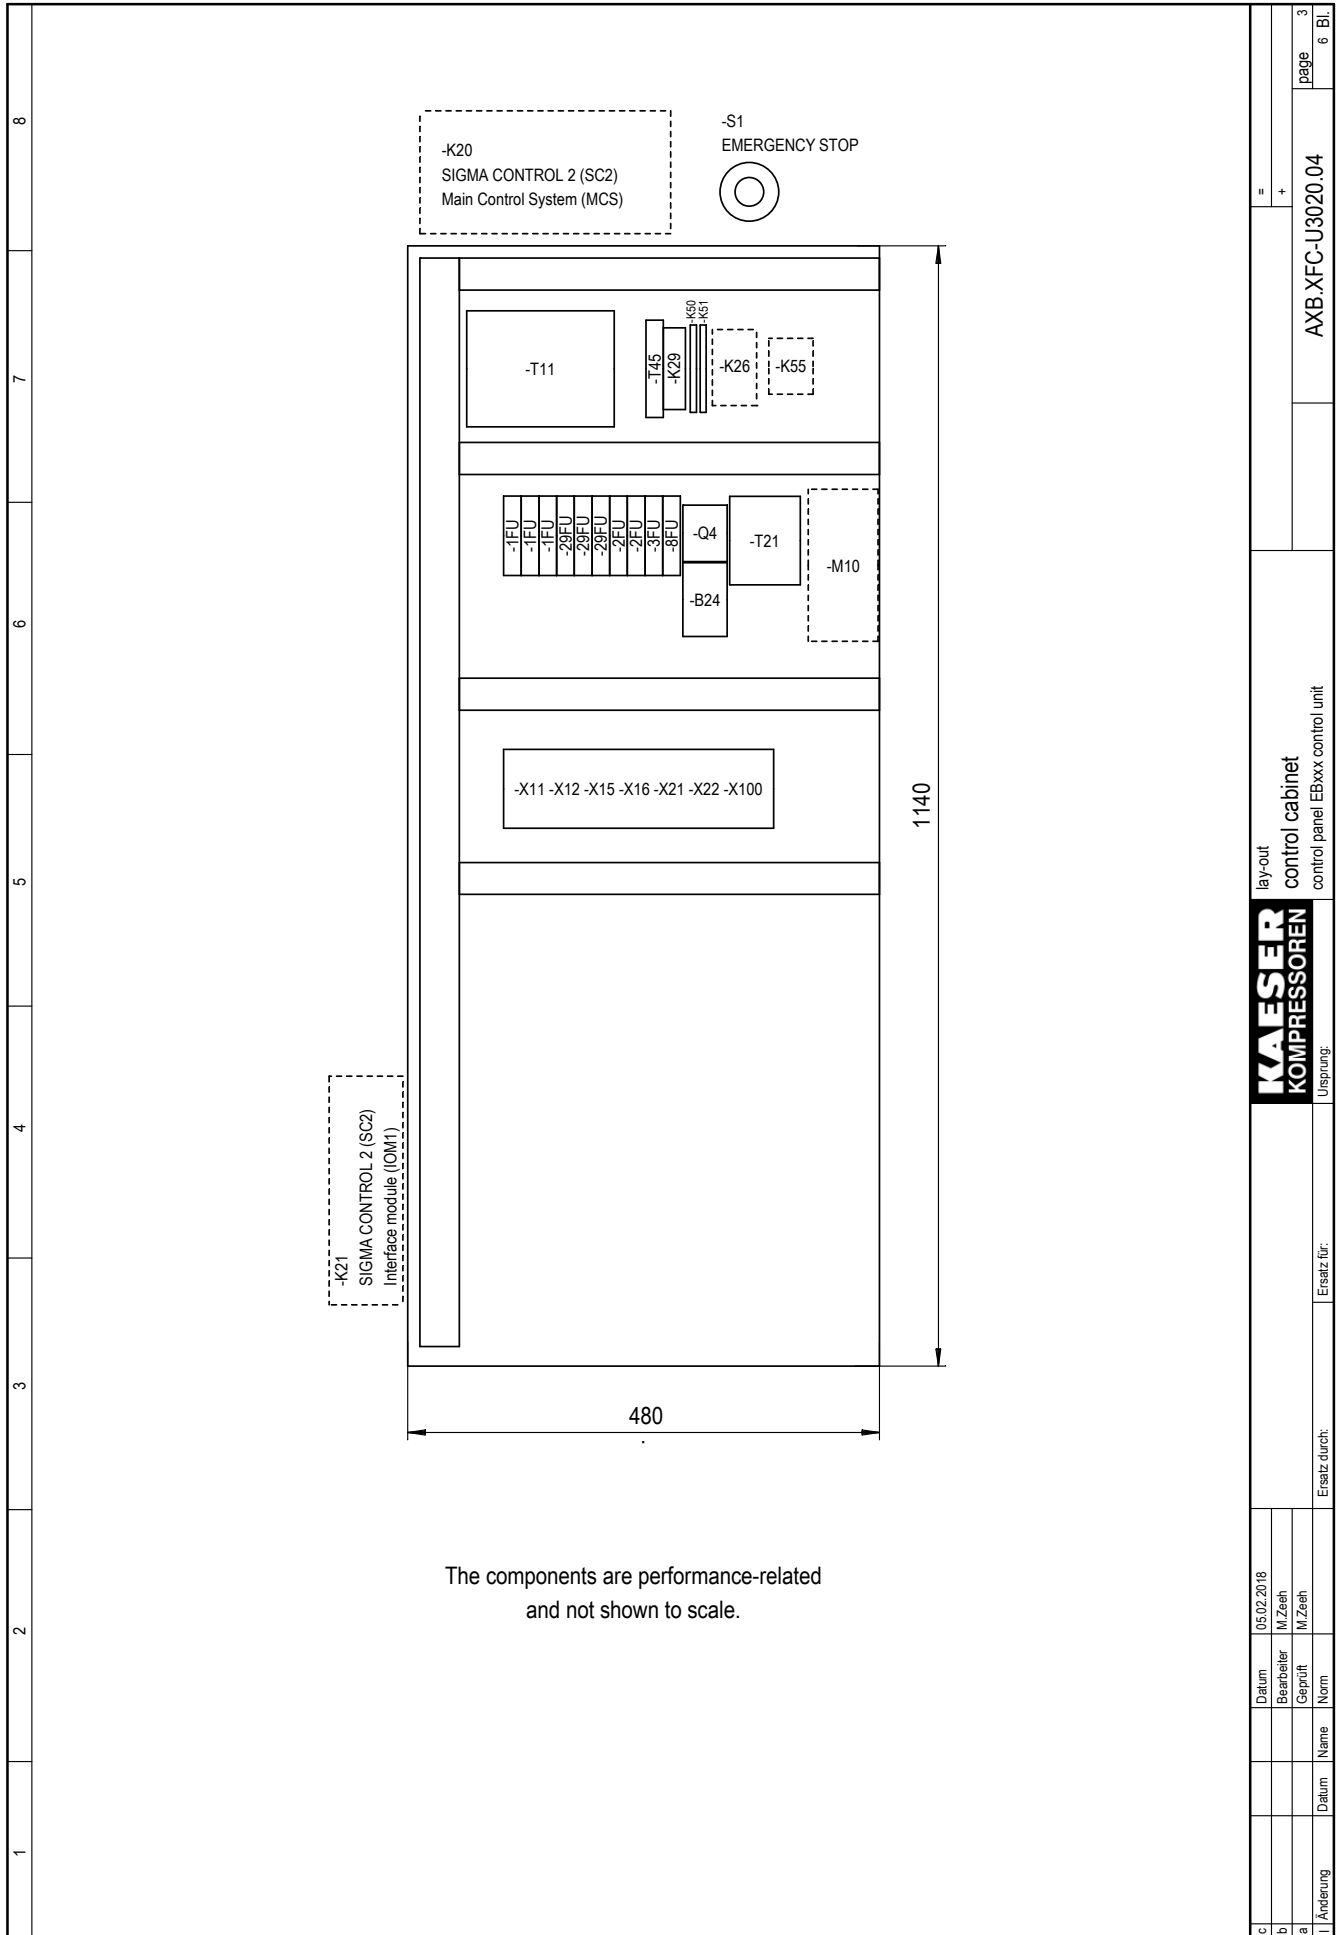 8
7
6
5
4
3
2
1
-K20
SIGMA CONTROL 2 (SC2)
Main Control System (MCS)
-S1
EMERGENCY STOP
-T11
-T45
-K29
-K50
-K51
-K26
-K55
-1FU
-1FU
-1FU
-29FU
-29FU
-29FU
-2FU
-2FU
-3FU
-8FU
-Q4
-B24
-T21
-M10
-X11 -X12 -X15 -X16 -X21 -X22 -X100
1140
480
-K21
SIGMA CONTROL 2 (SC2)
Interface module (IOM1)
The components are performance-related
and not shown to scale.
c
b
a
Änderung
Datum
Name
Datum
05.02.2018
Bearbeiter
M.Zeeh
Geprüft
M.Zeeh
Norm
Ersatz durch:
Ersatz für:
Ursprung:
KAESER
KOMPRESSOREN
lay-out
control cabinet
control panel EBxxx control unit
=
+
AXB.XFC-U3020.04
page 3
6 Bl.